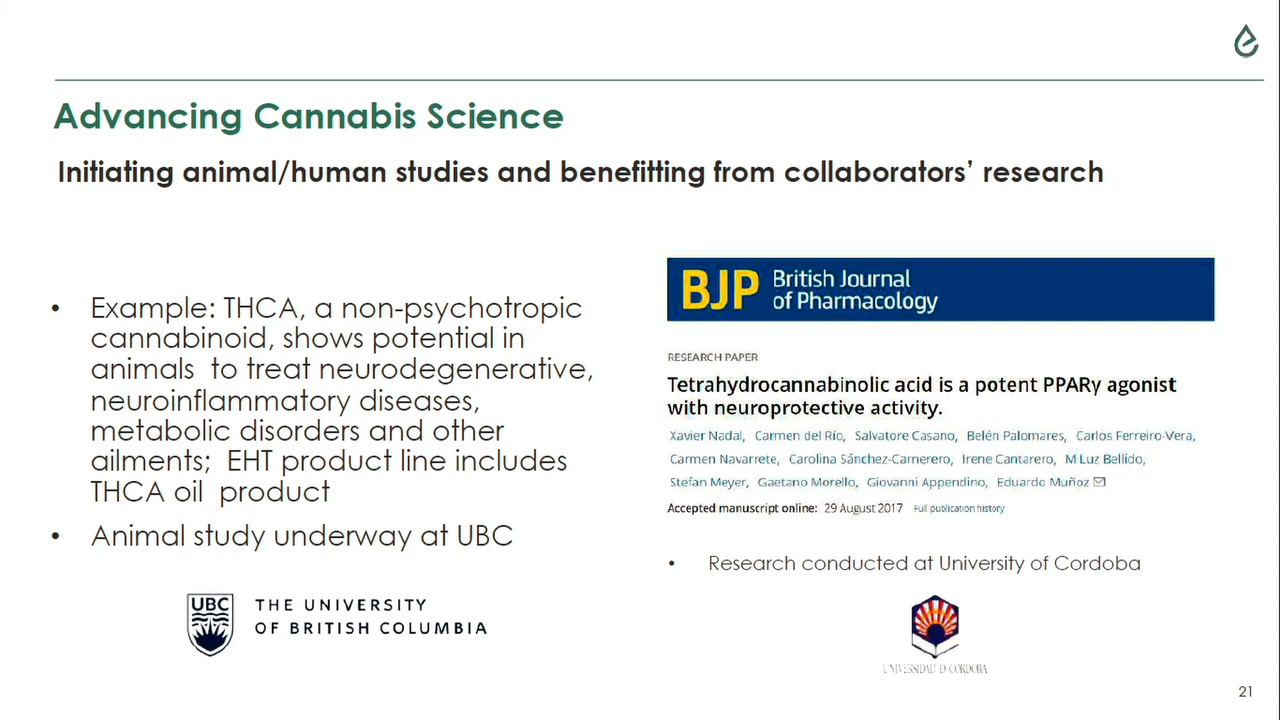 Advancing Cannabis Science
Initiating animal/human studies and benefitting from collaborators’ research
• Example: THCA, a non-psychotropic
cannabinoid, shows potential in
animals to treat neurodegenerative,
neuroinflammatory diseases,
metabolic disorders and other
ailments; EHT product line includes
THCA oil product
• Animal study underway at UBC
UBC
THE UNIVERSITY
OF BRITISH COLUMBIA
BJP British Journal
of Pharmacology
RESEARCH PAPER
Tetrahydrocannabinolic acid is a potent PPARγ agonist
with neuroprotective activity.
Xavier Nadal, Carmen del Río, Salvatore Casano, Belén Palomares, Carlos Ferreiro-Vera,
Carmen Navarrete, Carolina Sánchez-Carnerero, Irene Cantarero, M Luz Bellido,
Stefan Meyer, Gaetano Morello, Giovanni Appendino, Eduardo Muñoz
Accepted manuscript online: 29 August 2017 Full publication history
• Research conducted at University of Cordoba
UNIVERSIDAD D CORDOBA
21